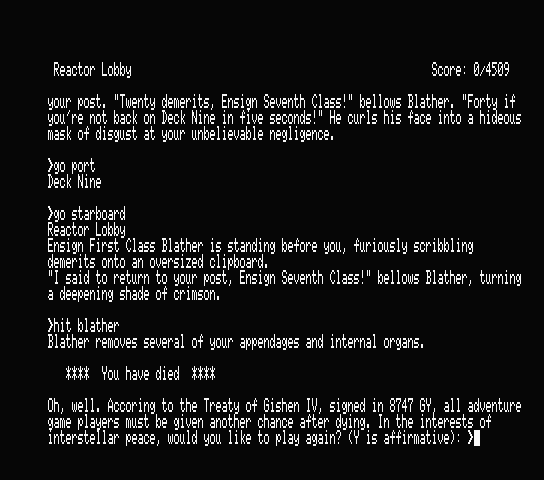 Reactor Lobby Score: 0/4509
your post. "Twenty demerits, Ensign Seventh Class!" bellows Blather. "Forty if
you're not back on Deck Nine in five seconds!" He curls his face into a hideous
mask of disgust at your unbelievable negligence.
>go port
Deck Nine
>go starboard
Reactor Lobby
Ensign First Class Blather is standing before you, furiously scribbling
demerits onto an oversized clipboard.
"I said to return to your post, Ensign Seventh Class!" bellows Blather, turning
a deepening shade of crimson.
>hit blather
Blather removes several of your appendages and internal organs.
**** You have died ****
Oh, well. Accoring to the Treaty of Gishen IV, signed in 8747 GY, all adventure
game players must be given another chance after dying. In the interests of
interstellar peace, would you like to play again? (Y is affirmative): >